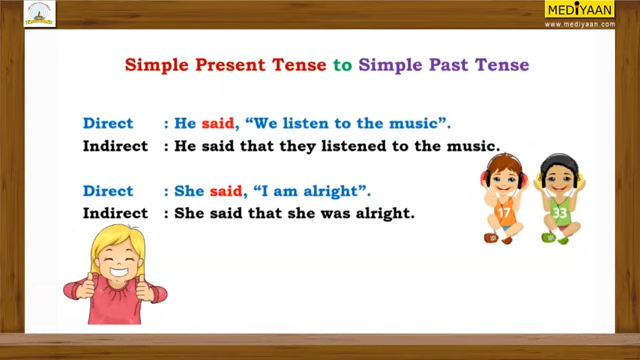 MEDIYAAN
www.mediyaan.com
Simple Present Tense to Simple Past Tense
Direct : He said, “We listen to the music”.
Indirect : He said that they listened to the music.
Direct : She said, “I am alright”.
Indirect : She said that she was alright.
17
33